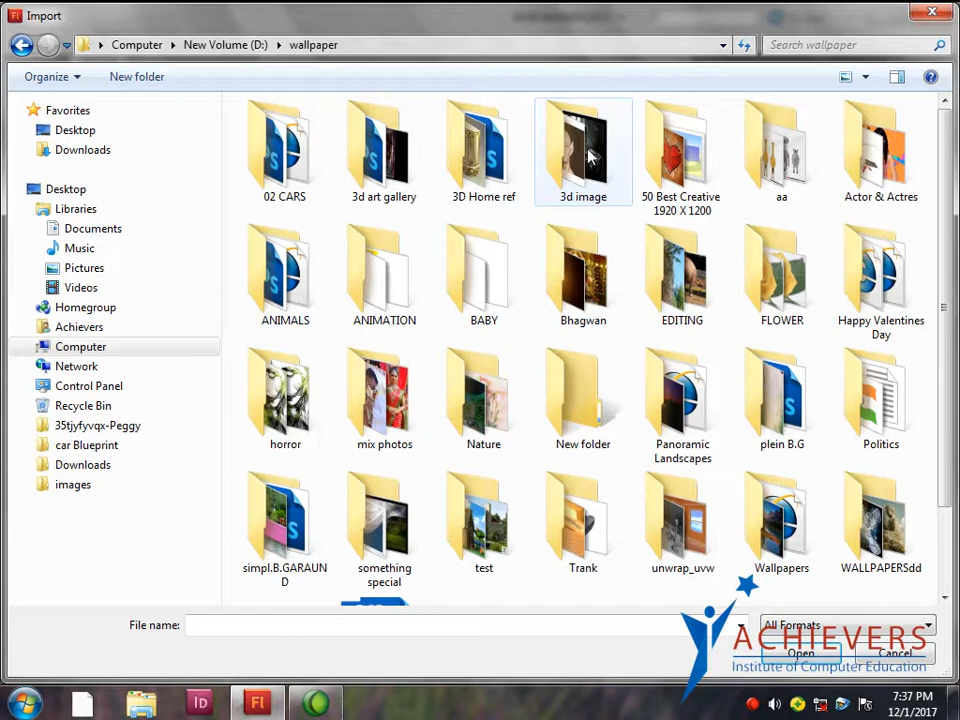 Fl Import
Computer New Volume (D:) wallpaper
Search wallpaper
Organize New folder
Favorites
Desktop
Downloads
Desktop
Libraries
Documents
Music
Pictures
Videos
Homegroup
Achievers
Computer
Network
Control Panel
Recycle Bin
35tjyfyvqx-Peggy
car Blueprint
Downloads
images
02 CARS
3d art gallery
3D Home ref
3d image
50 Best Creative
1920 X 1200
aa
Actor & Actres
ANIMALS
ANIMATION
BABY
Bhagwan
EDITING
FLOWER
Happy Valentines
Day
horror
mix photos
Nature
New folder
Panoramic
Landscapes
plein B.G
Politics
simpl.B.GARAUN
D
something
special
test
Trank
unwrap_uvw
Wallpapers
WALLPAPERSdd
File name:
All Formats
Open Cancel
ACHIEVERS
Institute of Computer Education
Id Fl
7:37 PM
12/1/2017